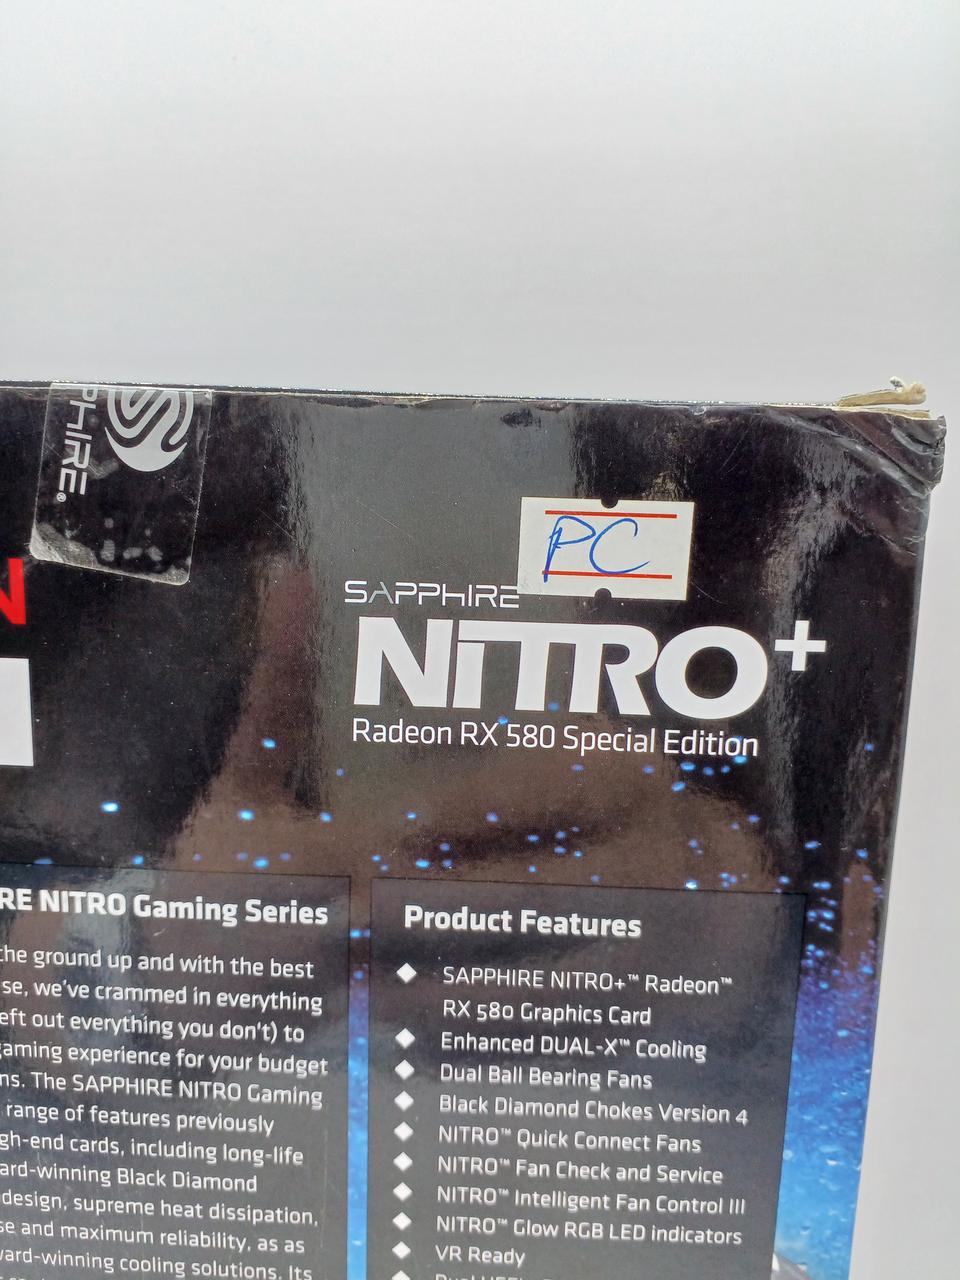 PHIRE®
PC
SAPPHIRE
NITRO+
Radeon RX 580 Special Edition
N
RE NITRO Gaming Series
the ground up and with the best
se, we've crammed in everything
eft out everything you don't) to
gaming experience for your budget
ns. The SAPPHIRE NITRO Gaming
range of features previously
gh-end cards, including long-life
ard-winning Black Diamond
design, supreme heat dissipation,
se and maximum reliability, as as
ward-winning cooling solutions. Its
Product Features
SAPPHIRE NITRO+™ Radeon™
RX 580 Graphics Card
Enhanced DUAL-X™ Cooling
Dual Ball Bearing Fans
Black Diamond Chokes Version 4
NITRO™ Quick Connect Fans
NITRO™ Fan Check and Service
NITRO™ Intelligent Fan Control III
NITRO™ Glow RGB LED indicators
VR Ready